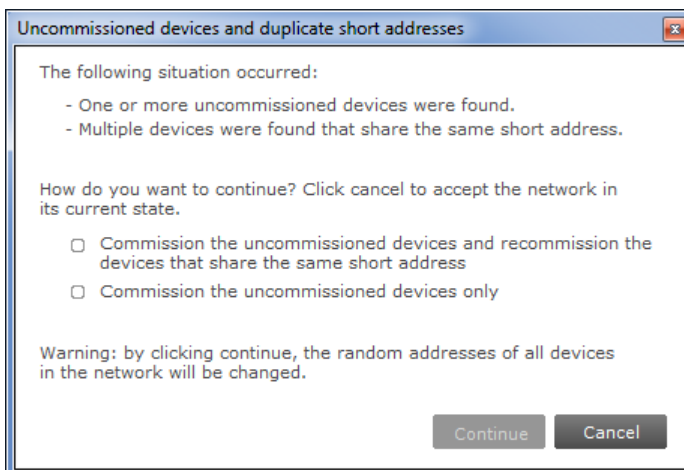 Uncommissioned devices and duplicate short addresses
The following situation occurred:
- One or more uncommissioned devices were found.
- Multiple devices were found that share the same short address.
How do you want to continue? Click cancel to accept the network in
its current state.
Commission the uncommissioned devices and recommission the
devices that share the same short address
Commission the uncommissioned devices only
Warning: by clicking continue, the random addresses of all devices
in the network will be changed.
Continue Cancel